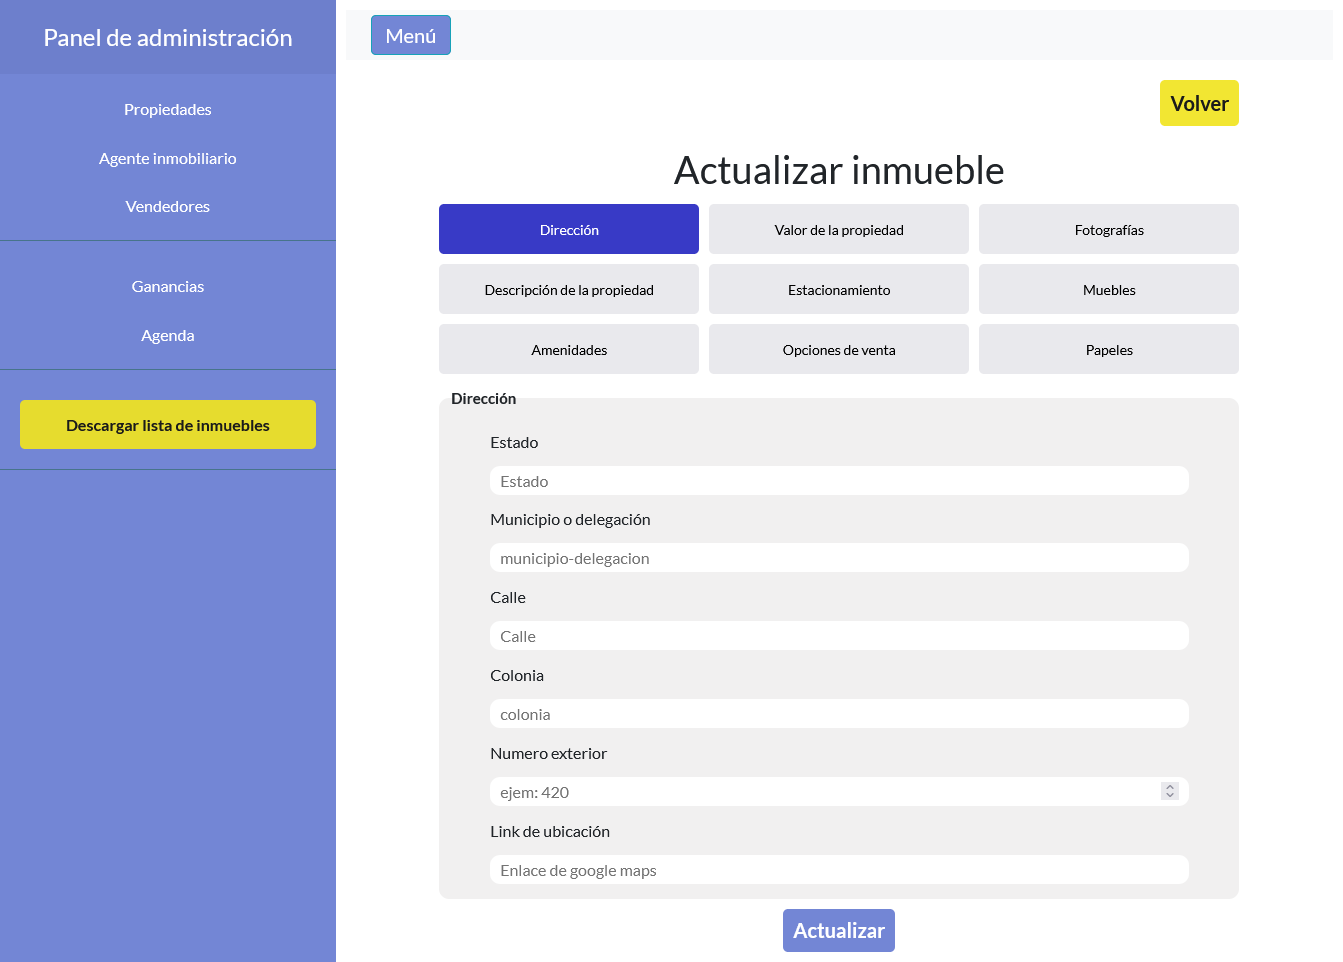 Panel de administración
Propiedades
Agente inmobiliario
Vendedores
Ganancias
Agenda
Descargar lista de inmuebles
Menú
Volver
Actualizar inmueble
Dirección
Valor de la propiedad
Fotografías
Descripción de la propiedad
Estacionamiento
Muebles
Amenidades
Opciones de venta
Papeles
Dirección
Estado
Estado
Municipio o delegación
municipio-delegacion
Calle
Calle
Colonia
colonia
Numero exterior
ejem: 420
Link de ubicación
Enlace de google maps
Actualizar